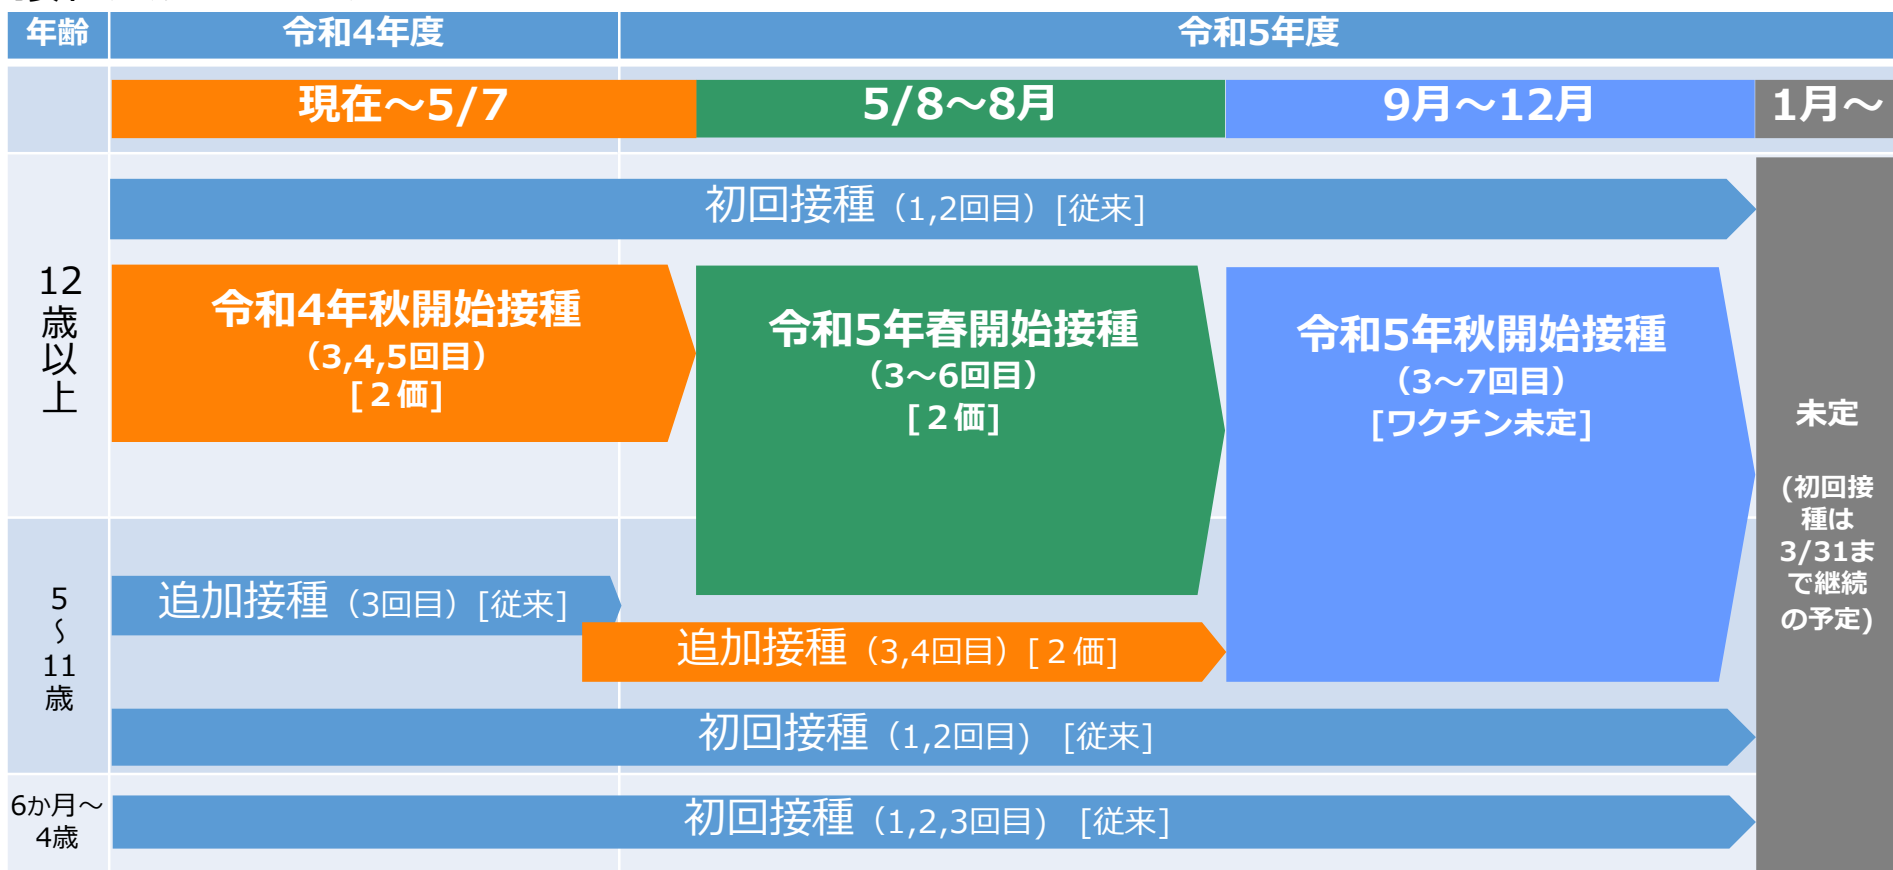 年齢
令和4年度
令和5年度
現在～5/7
5/8～8月
9月～12月
1月～
12
歳
以
上
初回接種（1,2回目）[従来]
令和4年秋開始接種
（3,4,5回目）
[２価]
令和5年春開始接種
（3～6回目）
[２価]
令和5年秋開始接種
（3～7回目）
[ワクチン未定]
未定
(初回接
種は
3/31ま
で継続
の予定)
5
～
11
歳
追加接種（3回目）[従来]
追加接種（3,4回目）[２価]
初回接種（1,2回目） [従来]
6か月～
4歳
初回接種（1,2,3回目） [従来]